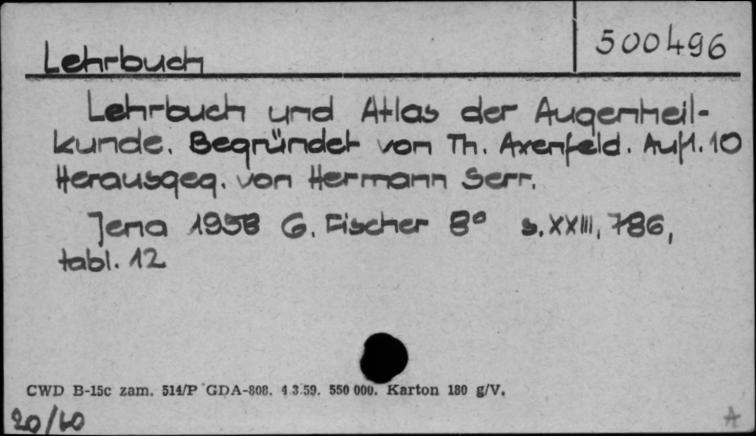 500496
Lehrbuch
Lehrbuch und Atlas der Augenheil-
kunde. Begründet von Th. Axenfeld. Aufl. 10
Herausgeg. von Hermann Serr.
Jena 1958 G. Fischer 8° s. XXIII, 786,
tabl. 12
CWD B-15c zam. 514/P GDA-808. 4.3.59. 550 000. Karton 180 g/V.
20/60
A